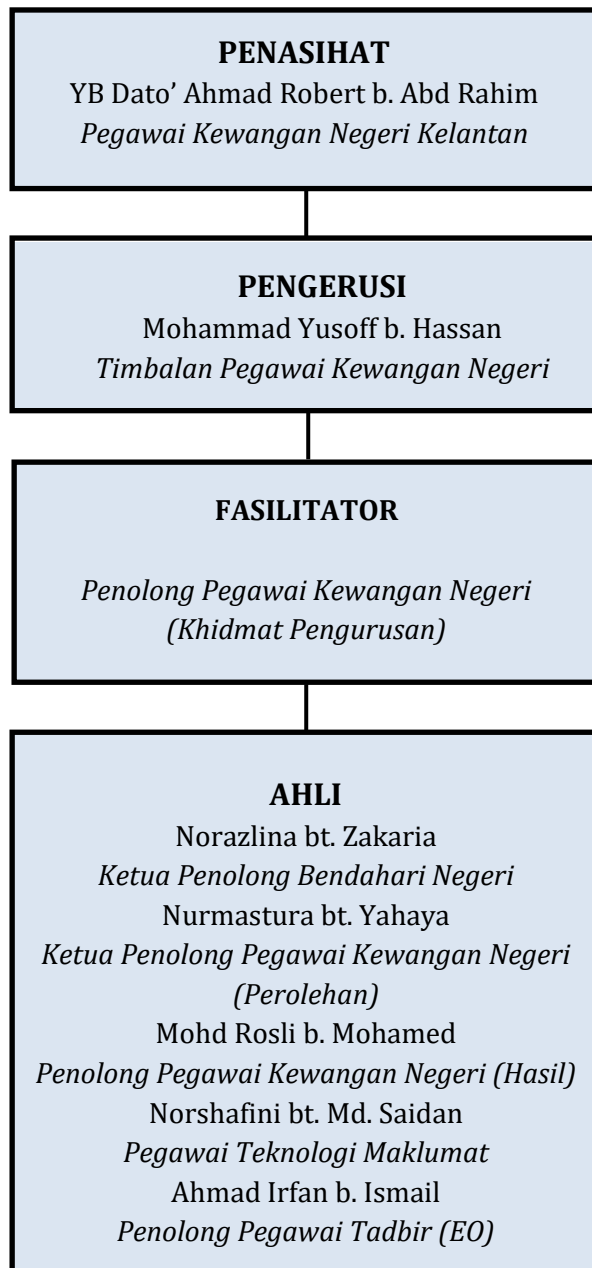 PENASIHAT
YB Dato’ Ahmad Robert b. Abd Rahim
Pegawai Kewangan Negeri Kelantan
PENGERUSI
Mohammad Yusoff b. Hassan
Timbalan Pegawai Kewangan Negeri
FASILITATOR
Penolong Pegawai Kewangan Negeri
(Khidmat Pengurusan)
AHLI
Norazlina bt. Zakaria
Ketua Penolong Bendahari Negeri
Nurmastura bt. Yahaya
Ketua Penolong Pegawai Kewangan Negeri
(Perolehan)
Mohd Rosli b. Mohamed
Penolong Pegawai Kewangan Negeri (Hasil)
Norshafini bt. Md. Saidan
Pegawai Teknologi Maklumat
Ahmad Irfan b. Ismail
Penolong Pegawai Tadbir (EO)